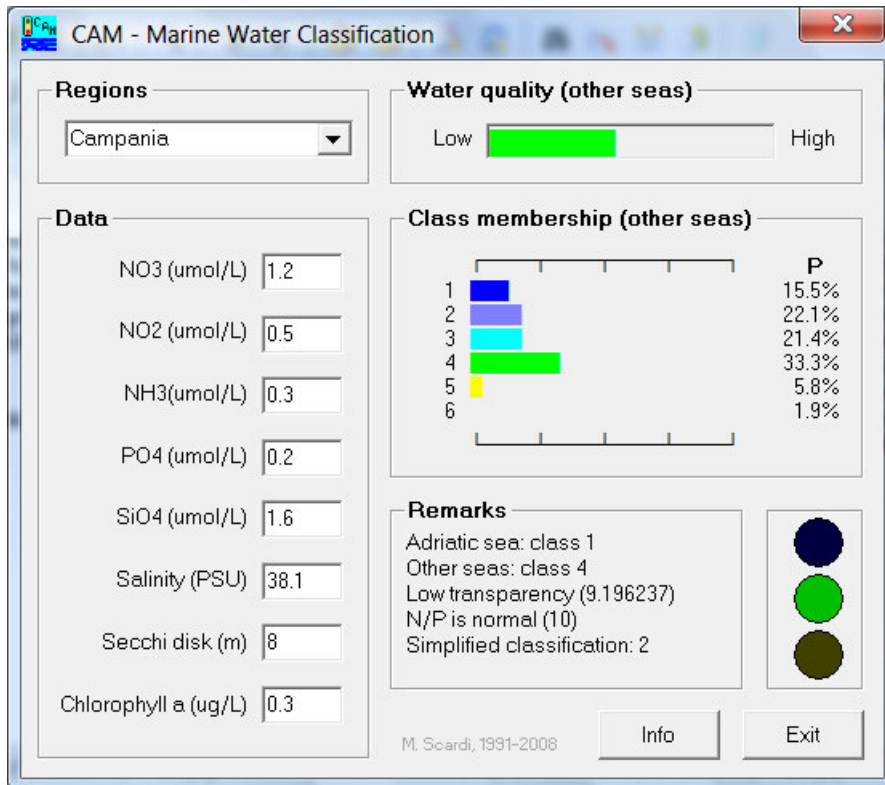 CAM
CAM - Marine Water Classification
Regions
Campania
Water quality (other seas)
Low High
Data
NO3 (umol/L) 1.2
NO2 (umol/L) 0.5
NH3(umol/L) 0.3
PO4 (umol/L) 0.2
SiO4 (umol/L) 1.6
Salinity (PSU) 38.1
Secchi disk (m) 8
Chlorophyll a (ug/L) 0.3
Class membership (other seas)
P
1 15.5%
2 22.1%
3 21.4%
4 33.3%
5 5.8%
6 1.9%
Remarks
Adriatic sea: class 1
Other seas: class 4
Low transparency (9.196237)
N/P is normal (10)
Simplified classification: 2
M. Scardi, 1991-2008
Info
Exit